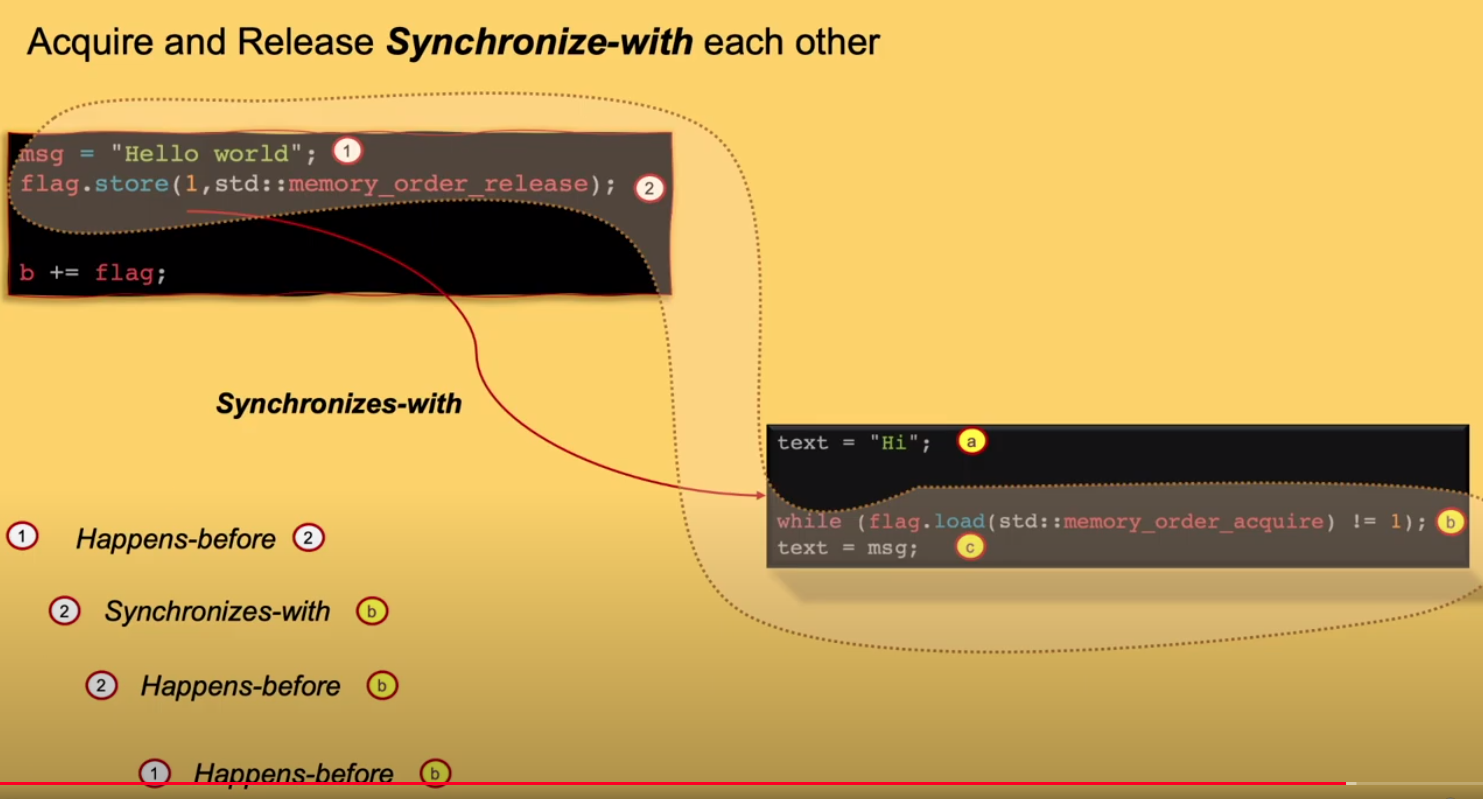 Acquire and Release Synchronize-with each other
msg = "Hello world"; 1
flag.store(1,std::memory_order_release); 2
b += flag;
Synchronizes-with
text = "Hi"; a
while (flag.load(std::memory_order_acquire) != 1); b
text = msg; c
1 Happens-before 2
2 Synchronizes-with b
2 Happens-before b
1 Happens-before b